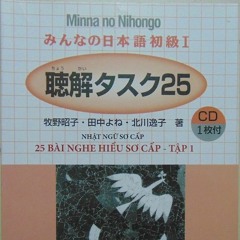 Minna no Nihongo
みんなの日本語初級Ⅰ
ちょう かい
聴解タスク25
CD
1枚付
牧野昭子・田中よね・北川逸子 著
NHẬT NGỮ SƠ CẤP
25 BÀI NGHE HIỂU SƠ CẤP - TẬP 1